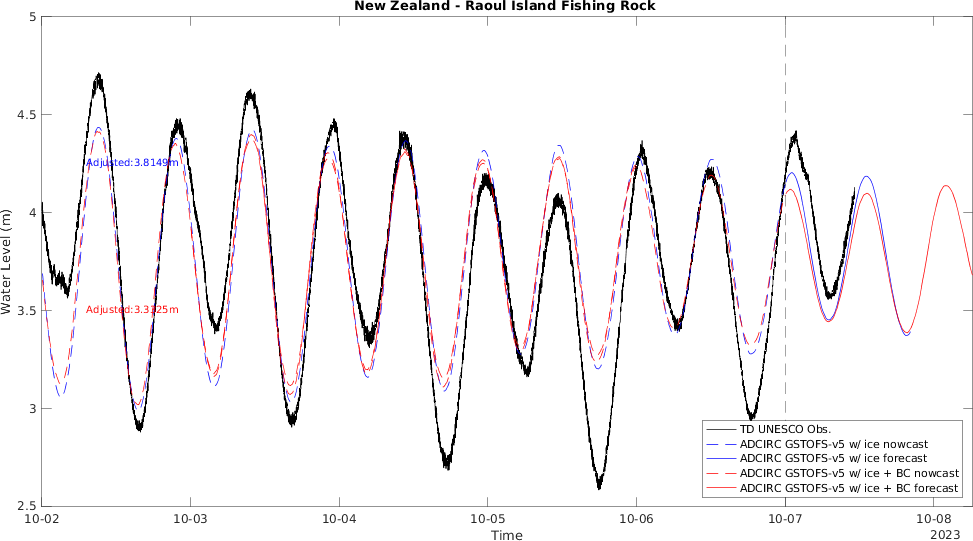 New Zealand - Raoul Island Fishing Rock
5
4.5
4
3.5
3
2.5
Water Level (m)
Adjusted:3.8149m
Adjusted:3.3325m
TD UNESCO Obs.
ADCIRC GSTOFS-v5 w/ ice nowcast
ADCIRC GSTOFS-v5 w/ ice forecast
ADCIRC GSTOFS-v5 w/ ice + BC nowcast
ADCIRC GSTOFS-v5 w/ ice + BC forecast
10-02 10-03 10-04 10-05 10-06 10-07 10-08
Time
2023